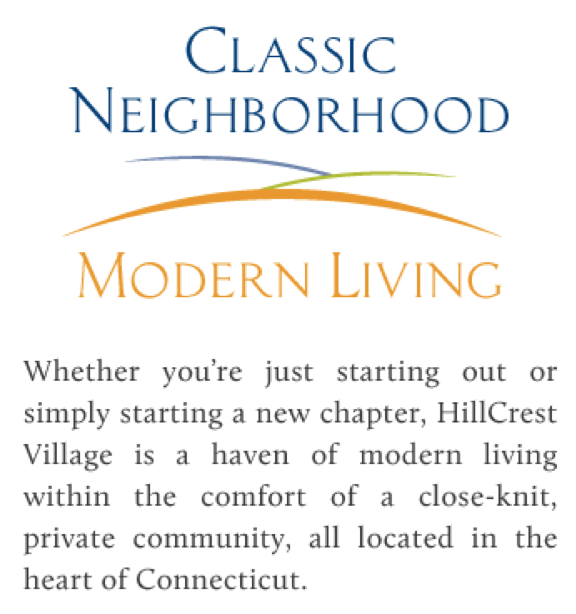 Classic
Neighborhood
Modern Living
Whether you’re just starting out or
simply starting a new chapter, HillCrest
Village is a haven of modern living
within the comfort of a close-knit,
private community, all located in the
heart of Connecticut.